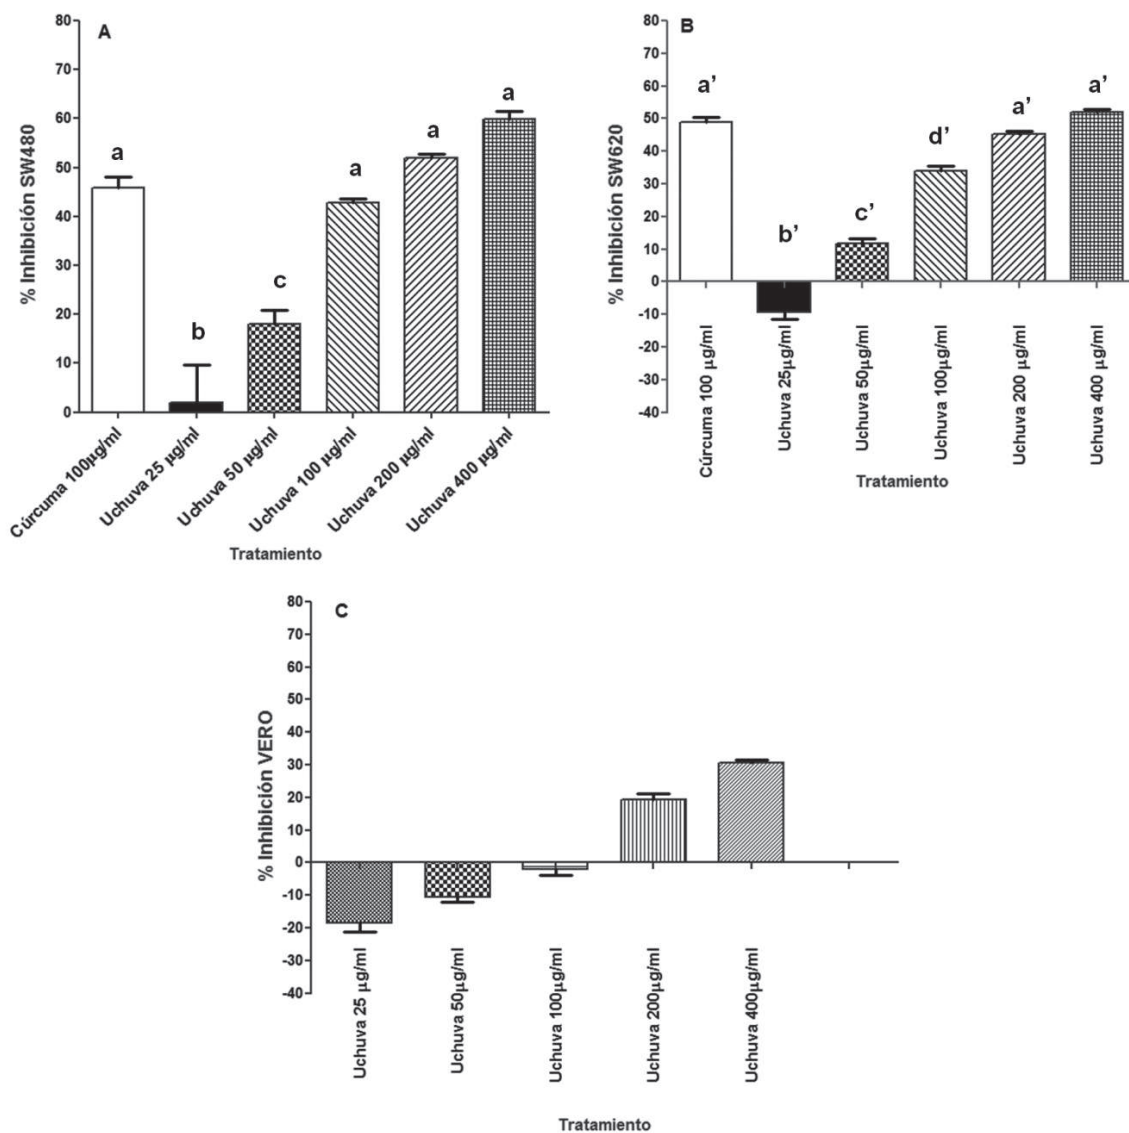 A
% Inhibición SW480
80
70
60
50
40
30
20
10
0
a
b
c
a
a
a
Cúrcuma 100µg/ml
Uchuva 25 µg/ml
Uchuva 50 µg/ml
Uchuva 100 µg/ml
Uchuva 200 µg/ml
Uchuva 400 µg/ml
Tratamiento
B
% Inhibición SW620
80
70
60
50
40
30
20
10
0
-10
-20
-30
-40
a’
b’
c’
d’
a’
a’
Cúrcuma 100 µg/ml
Uchuva 25µg/ml
Uchuva 50µg/ml
Uchuva 100µg/ml
Uchuva 200 µg/ml
Uchuva 400 µg/ml
Tratamiento
C
% Inhibición VERO
80
70
60
50
40
30
20
10
0
-10
-20
-30
-40
Uchuva 25 µg/ml
Uchuva 50µg/ml
Uchuva 100µg/ml
Uchuva 200µg/ml
Uchuva 400µg/ml
Tratamiento